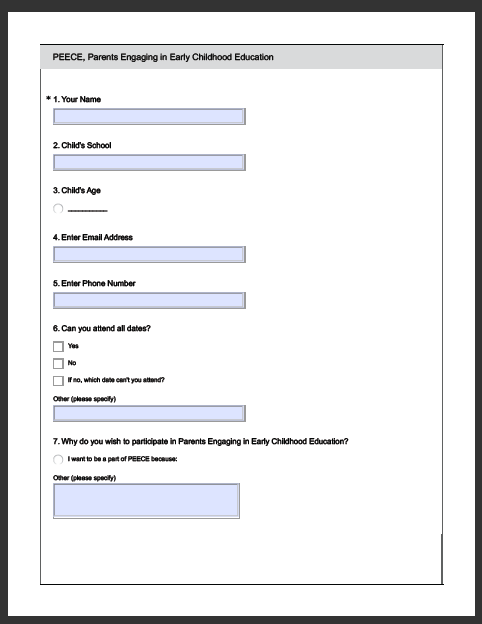 PEECE, Parents Engaging in Early Childhood Education
* 1. Your Name
2. Child's School
3. Child's Age
__________
4. Enter Email Address
5. Enter Phone Number
6. Can you attend all dates?
Yes
No
If no, which date can't you attend?
Other (please specify)
7. Why do you wish to participate in Parents Engaging in Early Childhood Education?
I want to be a part of PEECE because:
Other (please specify)